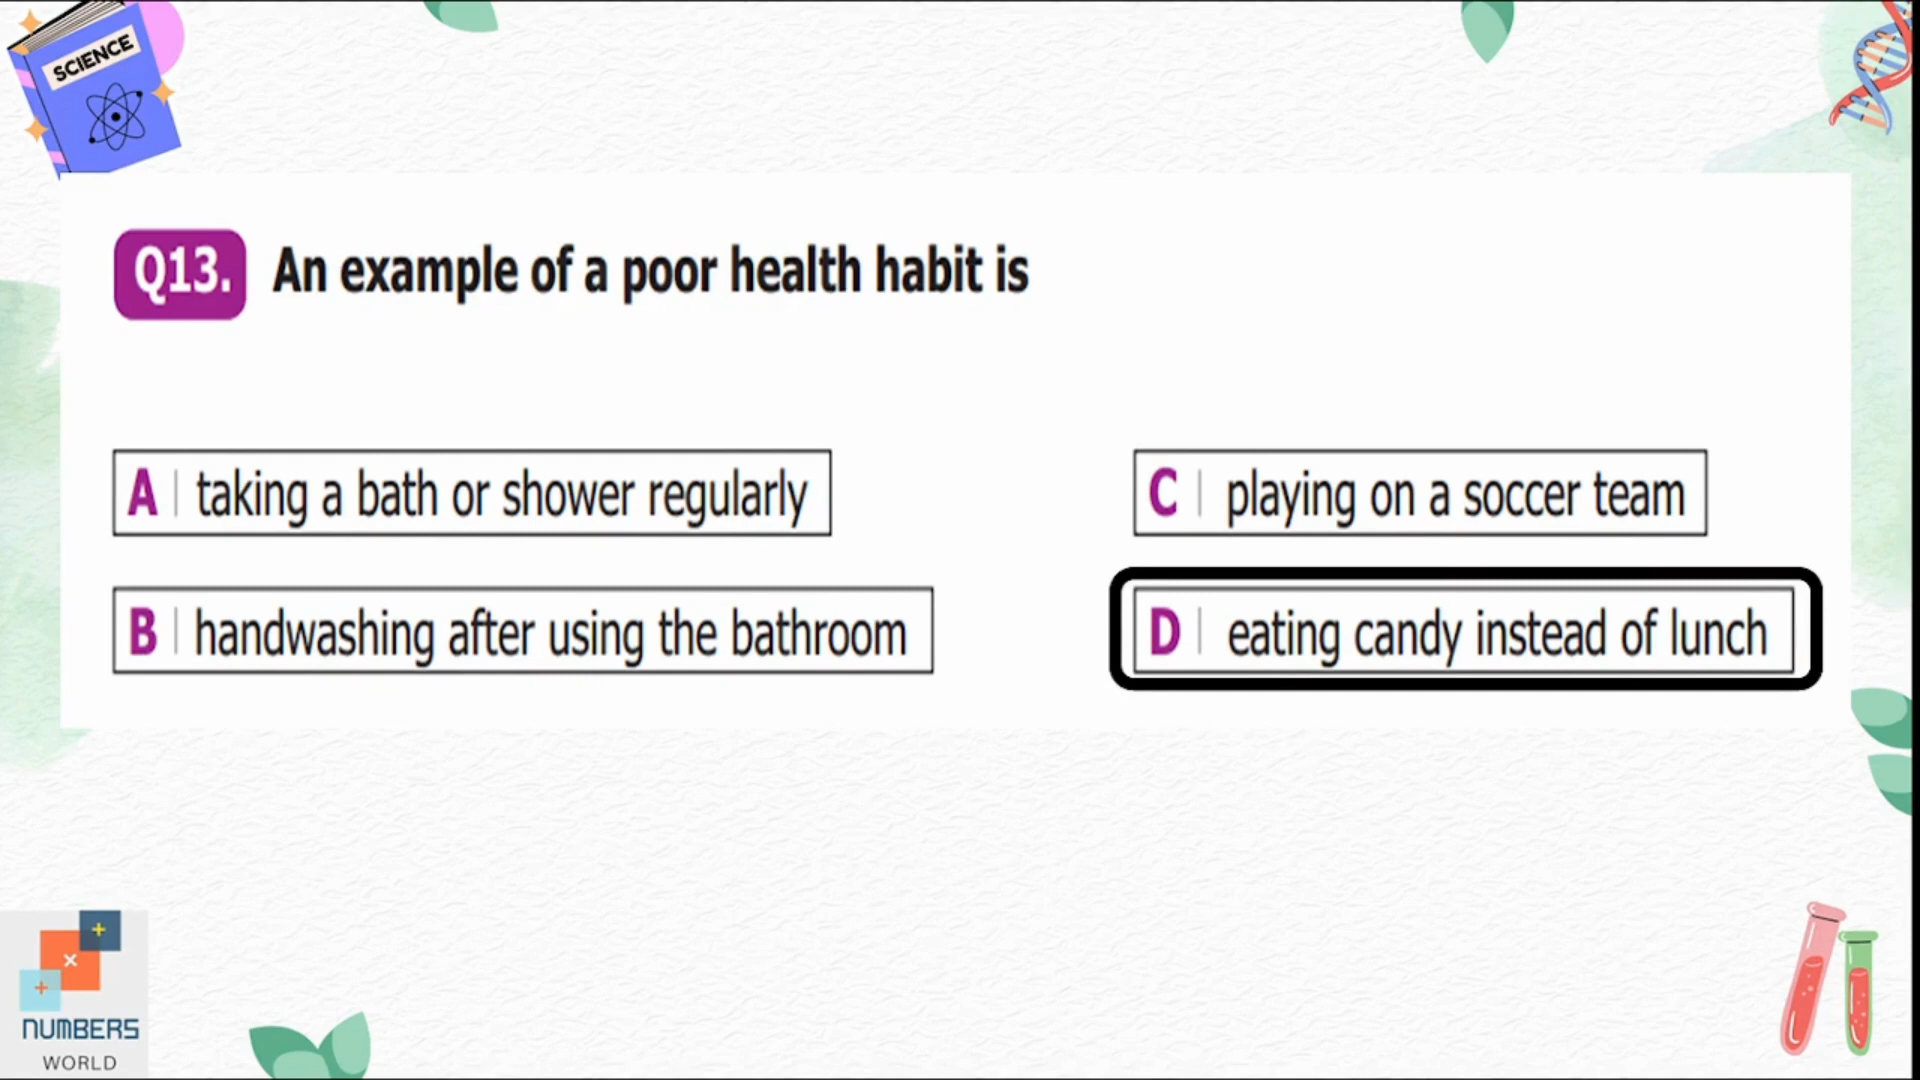 SCIENCE
Q13. An example of a poor health habit is
A taking a bath or shower regularly
C playing on a soccer team
B handwashing after using the bathroom
D eating candy instead of lunch
+
×
+
NUMBERS
WORLD